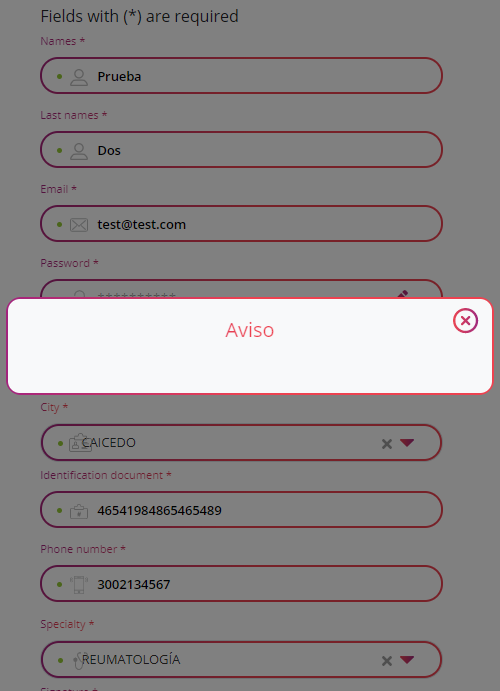 Fields with (*) are required
Names *
Prueba
Last names *
Dos
Email *
test@test.com
Password *
Aviso
City *
CAICEDO
Identification document *
46541984865465489
Phone number *
3002134567
Specialty *
REUMATOLOGÍA
Signature *